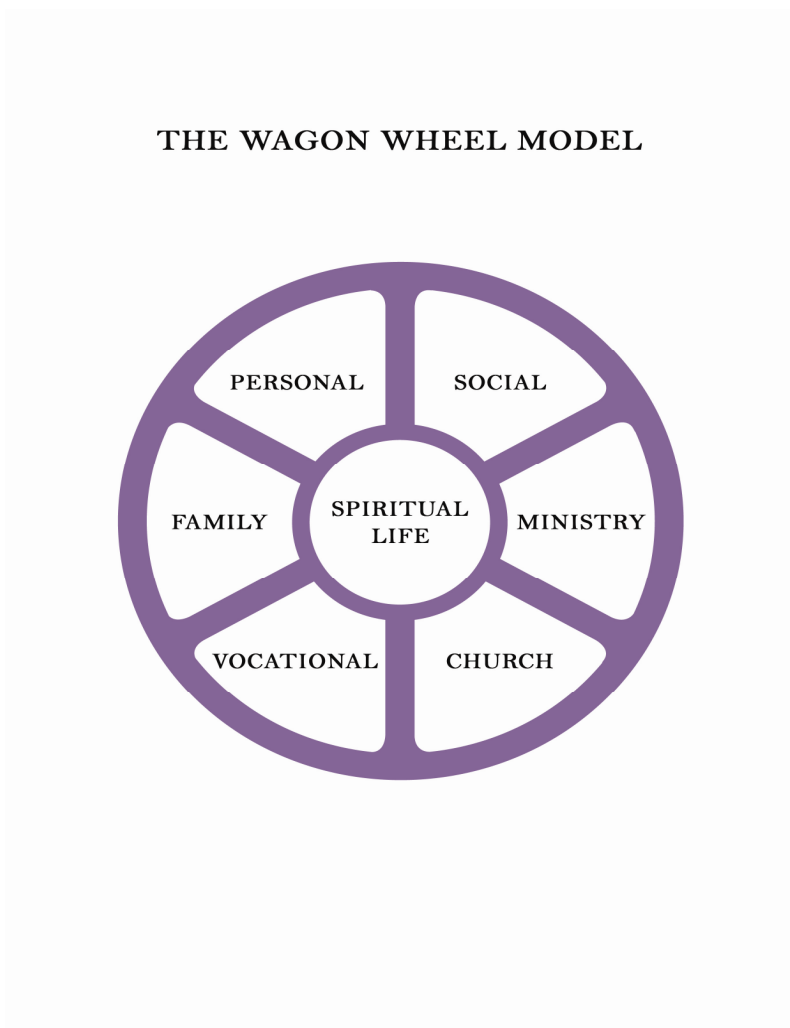 THE WAGON WHEEL MODEL
PERSONAL
SOCIAL
FAMILY
SPIRITUAL
LIFE
MINISTRY
VOCATIONAL
CHURCH